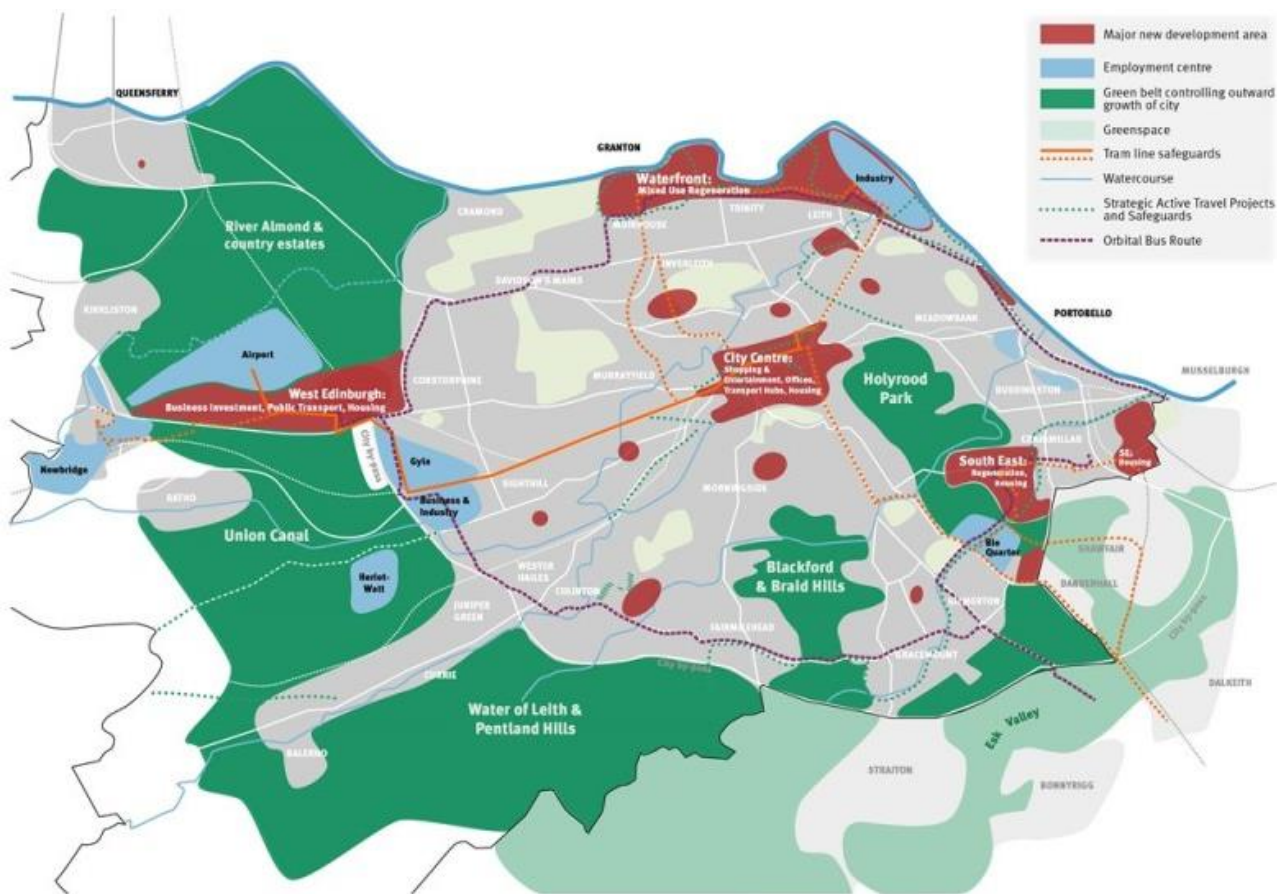 Major new development area
Employment centre
Green belt controlling outward
growth of city
Greenspace
Tram line safeguards
Watercourse
Strategic Active Travel Projects
and Safeguards
Orbital Bus Route
QUEENSFERRY
GRANTON
Waterfront:
Mixed Use Regeneration
Industry
CRAMOND
MUIRHOUSE
TRINITY
LEITH
River Almond &
country estates
INVERLEITH
DAVIDSON'S MAINS
KIRKLISTON
MEADOWBANK
PORTOBELLO
Airport
City Centre:
Shopping &
Entertainment, Offices,
Transport Hubs, Housing
MUSSELBURGH
West Edinburgh:
Business Investment, Public Transport, Housing
CORSTORPHINE
MURRAYFIELD
Holyrood
Park
DUDDINGSTON
CRAIGMILLAR
City by-pass
Newbridge
Gyle
SIGHTHILL
South East:
Regeneration,
Housing
SE:
Housing
RATHO
Business &
Industry
MORNINGSIDE
Union Canal
Bio
Quarter
SHAWFAIR
Heriot-
Watt
WESTER
HAILES
Blackford
& Braid Hills
DANDERHALL
COLINTON
JUNIPER
GREEN
GILMERTON
FAIRMILEHEAD
City by-pass
GRACEMOUNT
City by-pass
CURRIE
DALKEITH
Water of Leith &
Pentland Hills
Esk Valley
BALERNO
STRAITON
BONNYRIGG